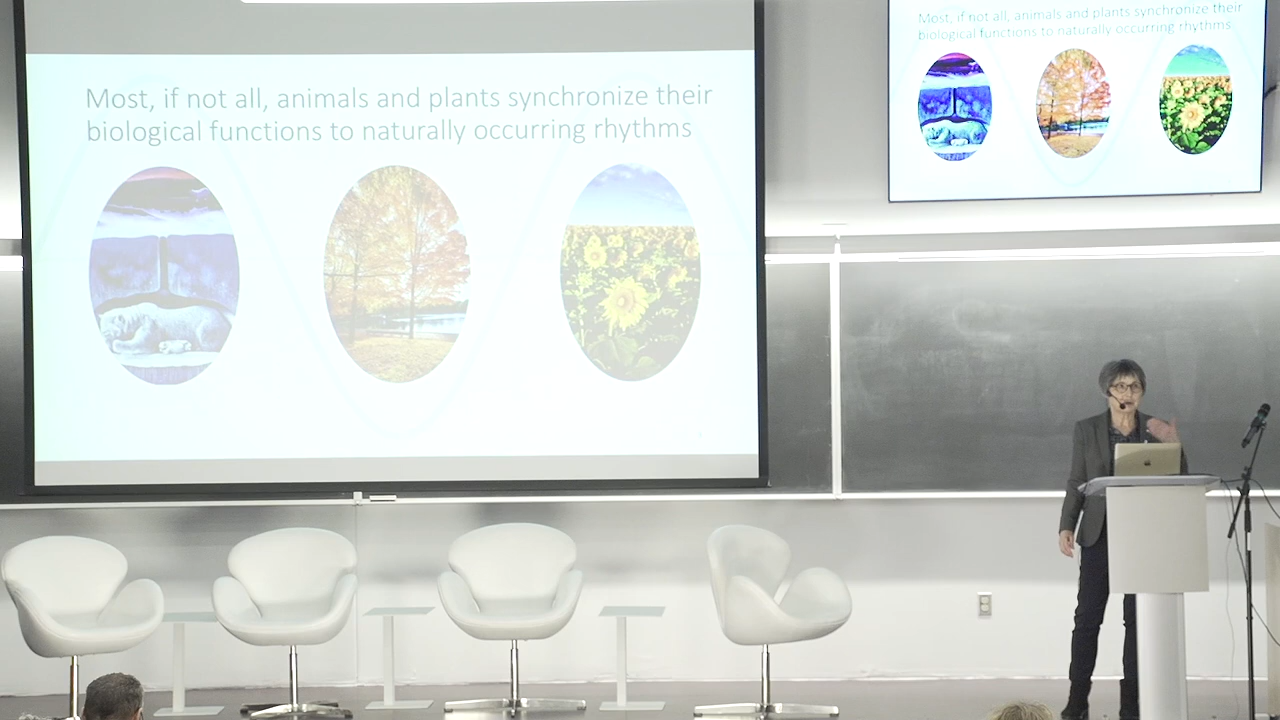 Most, if not all, animals and plants synchronize their
biological functions to naturally occurring rhythms
Most, if not all, animals and plants synchronize their
biological functions to naturally occurring rhythms